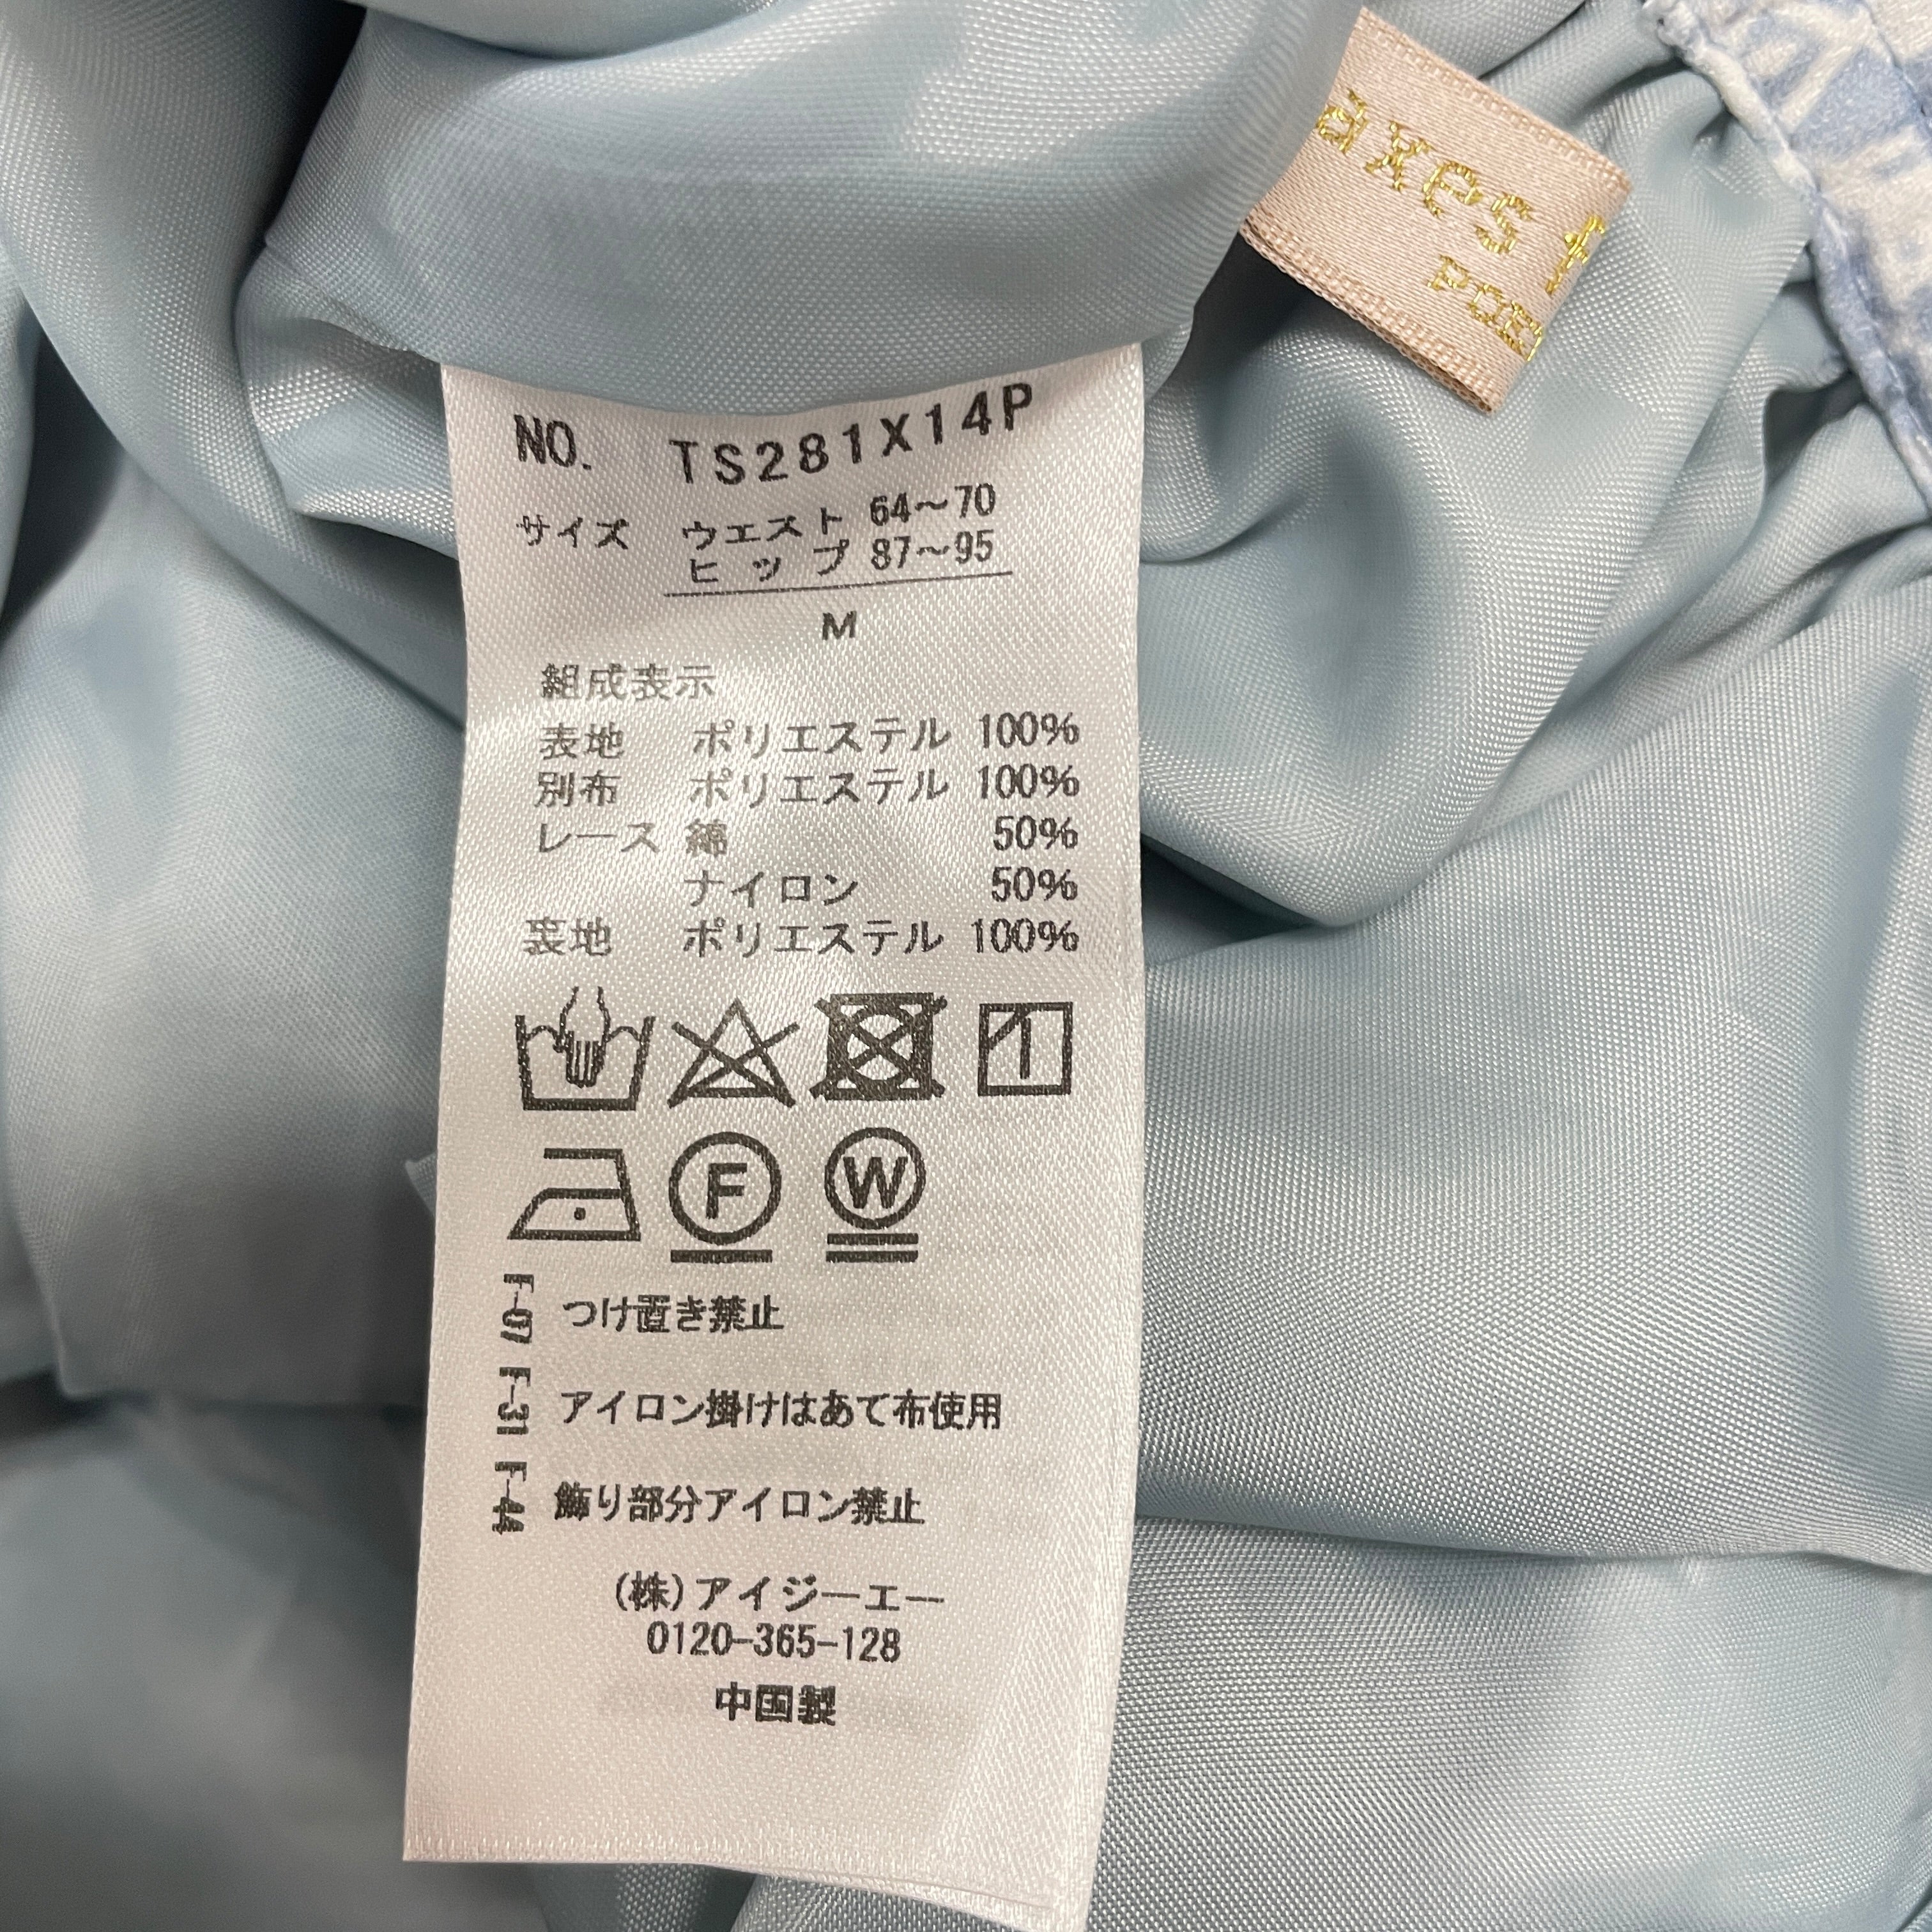 axes f
POE
NO. TS281X14P
サイズ ウエスト 64～70
ヒップ 87～95
M
組成表示
表地 ポリエステル 100%
別布 ポリエステル 100%
レース 綿 50%
ナイロン 50%
裏地 ポリエステル 100%
F
W
F-07 つけ置き禁止
F-31 アイロン掛けはあて布使用
F-44 飾り部分アイロン禁止
(株)アイジーエー
0120-365-128
中国製